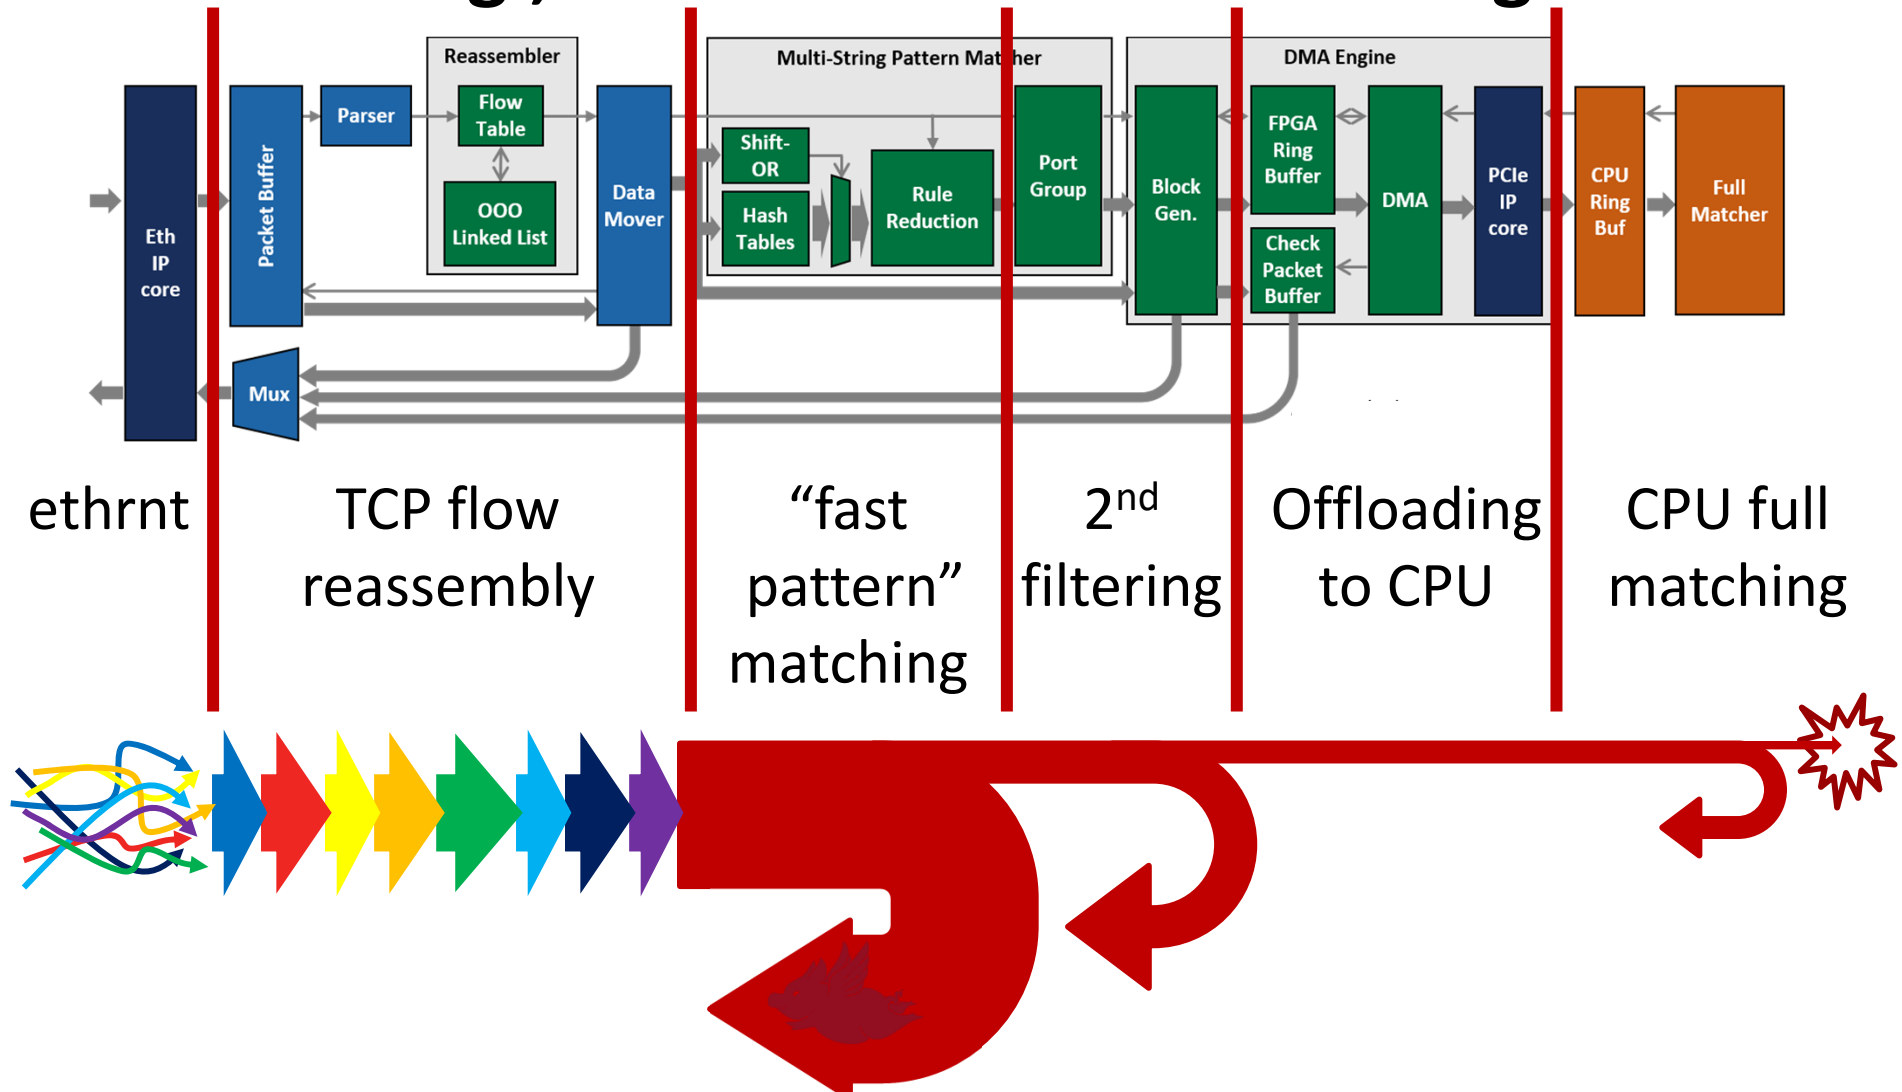 Reassembler
Multi-String Pattern Matcher
DMA Engine
Eth
IP
core
Packet Buffer
Parser
Flow
Table
OOO
Linked List
Data
Mover
Mux
Shift-
OR
Hash
Tables
Rule
Reduction
Port
Group
Block
Gen.
FPGA
Ring
Buffer
Check
Packet
Buffer
DMA
PCIe
IP
core
CPU
Ring
Buf
Full
Matcher
ethrnt
TCP flow
reassembly
“fast
pattern”
matching
2nd
filtering
Offloading
to CPU
CPU full
matching